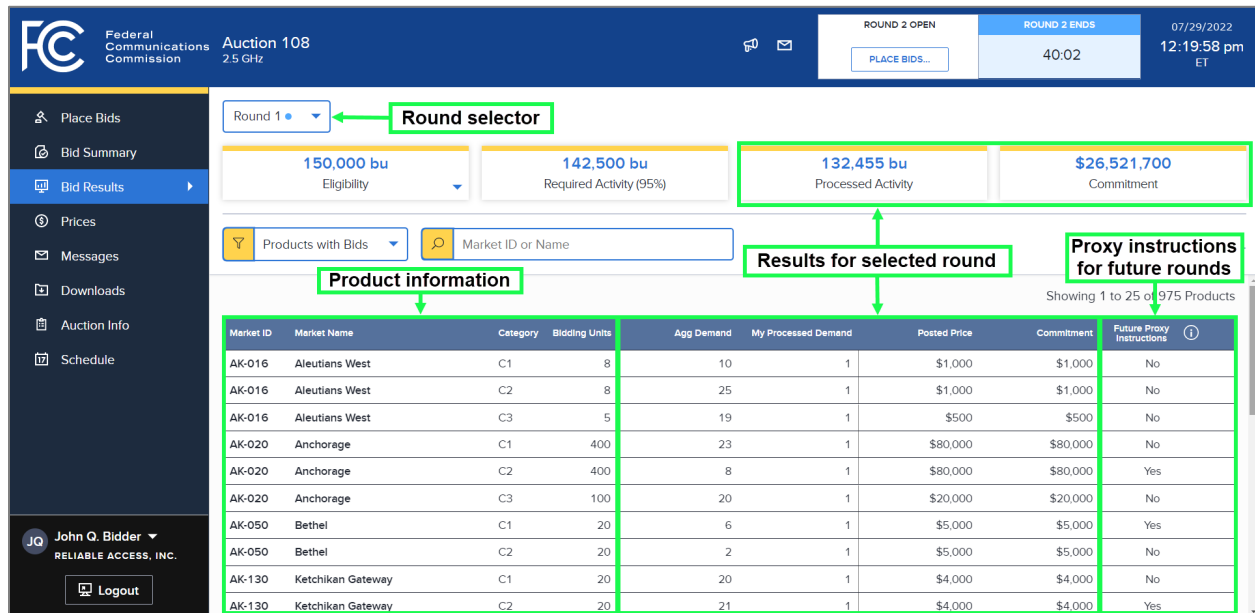 FCC
Federal
Communications
Commission
Auction 108
2.5 GHz
ROUND 2 OPEN
PLACE BIDS...
ROUND 2 ENDS
40:02
07/29/2022
12:19:58 pm
ET
Place Bids
Bid Summary
Bid Results
Prices
Messages
Downloads
Auction Info
17 Schedule
JQ John Q. Bidder
RELIABLE ACCESS, INC.
Logout
Round 1
Round selector
150,000 bu
Eligibility
142,500 bu
Required Activity (95%)
132,455 bu
Processed Activity
$26,521,700
Commitment
Products with Bids
Market ID or Name
Results for selected round
Proxy instructions
for future rounds
Product information
Showing 1 to 25 of 975 Products
Market ID Market Name Category Bidding Units Agg Demand My Processed Demand Posted Price Commitment Future Proxy Instructions i
AK-016 Aleutians West C1 8 10 1 $1,000 $1,000 No
AK-016 Aleutians West C2 8 25 1 $1,000 $1,000 No
AK-016 Aleutians West C3 5 19 1 $500 $500 No
AK-020 Anchorage C1 400 23 1 $80,000 $80,000 No
AK-020 Anchorage C2 400 8 1 $80,000 $80,000 Yes
AK-020 Anchorage C3 100 20 1 $20,000 $20,000 No
AK-050 Bethel C1 20 6 1 $5,000 $5,000 Yes
AK-050 Bethel C2 20 2 1 $5,000 $5,000 No
AK-130 Ketchikan Gateway C1 20 20 1 $4,000 $4,000 No
AK-130 Ketchikan Gateway C2 20 21 1 $4,000 $4,000 Yes